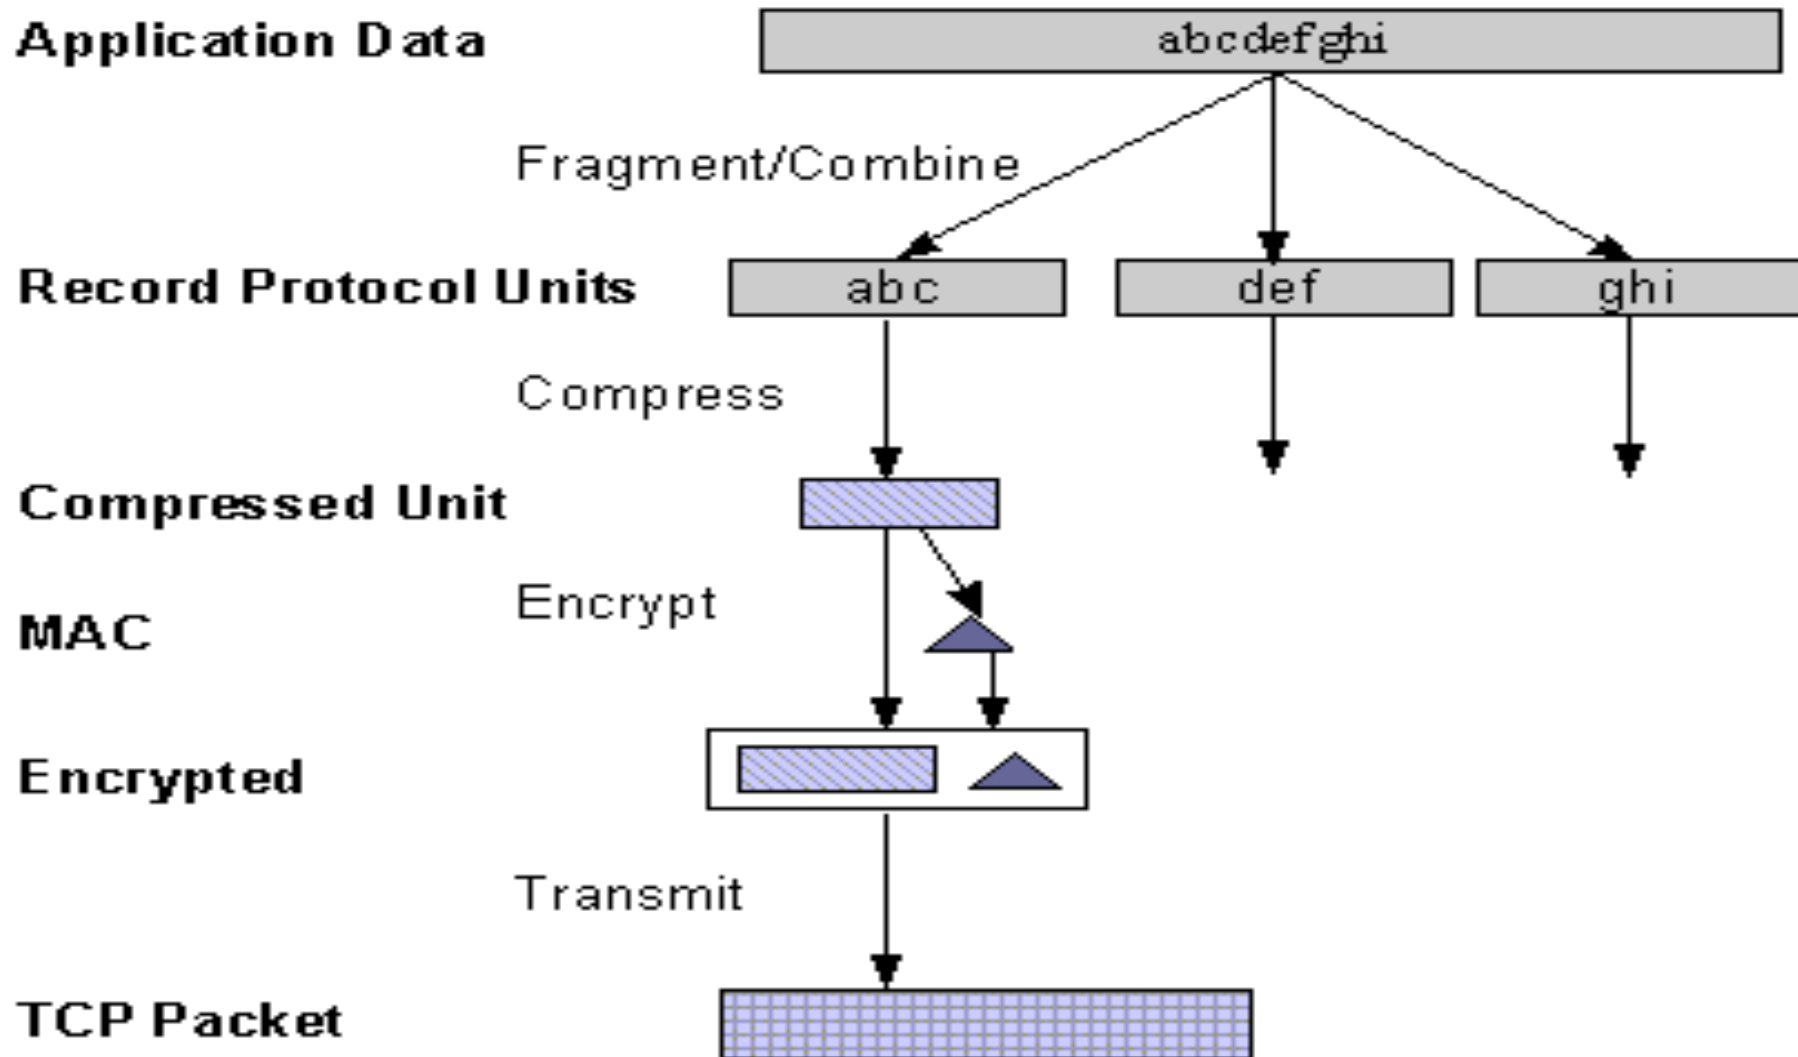 Application Data
abcdefghi
Fragment/Combine
Record Protocol Units
abc
def
ghi
Compress
Compressed Unit
Encrypt
MAC
Encrypted
Transmit
TCP Packet